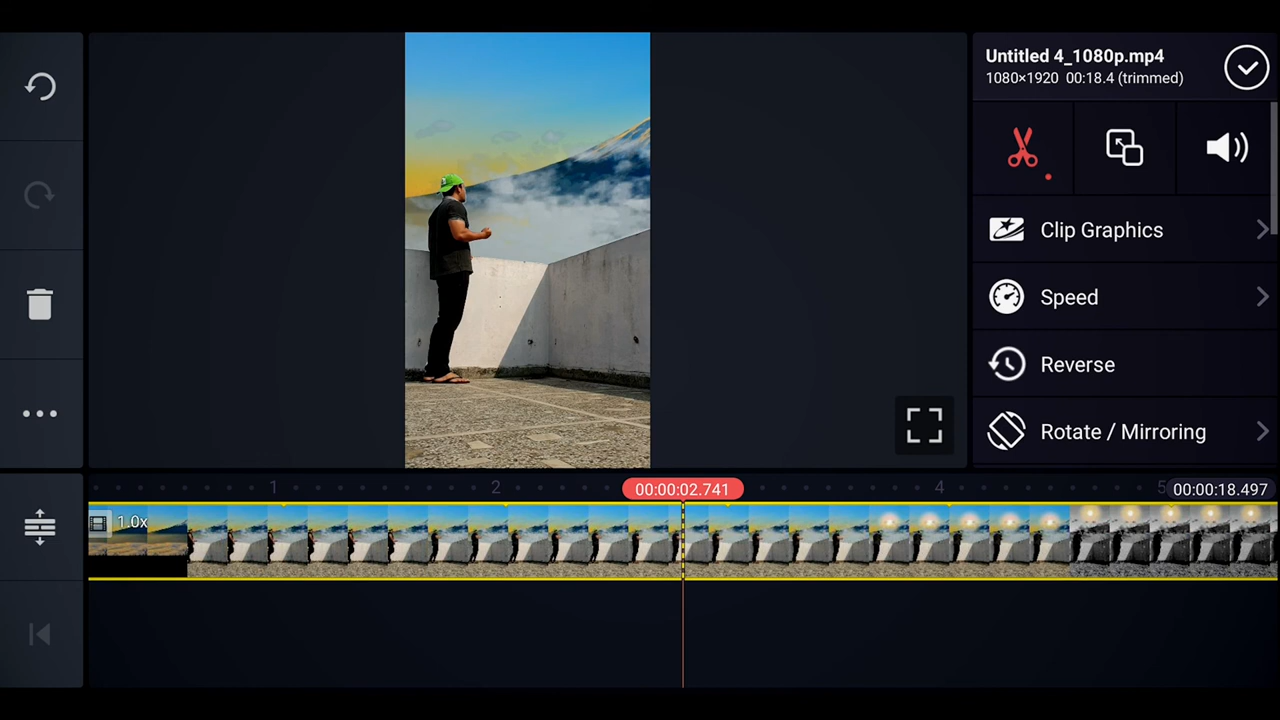 Untitled 4_1080p.mp4
1080×1920 00:18.4 (trimmed)
Clip Graphics
Speed
Reverse
Rotate / Mirroring
1 2 00:00:02.741 4 5 00:00:18.497
1.0x